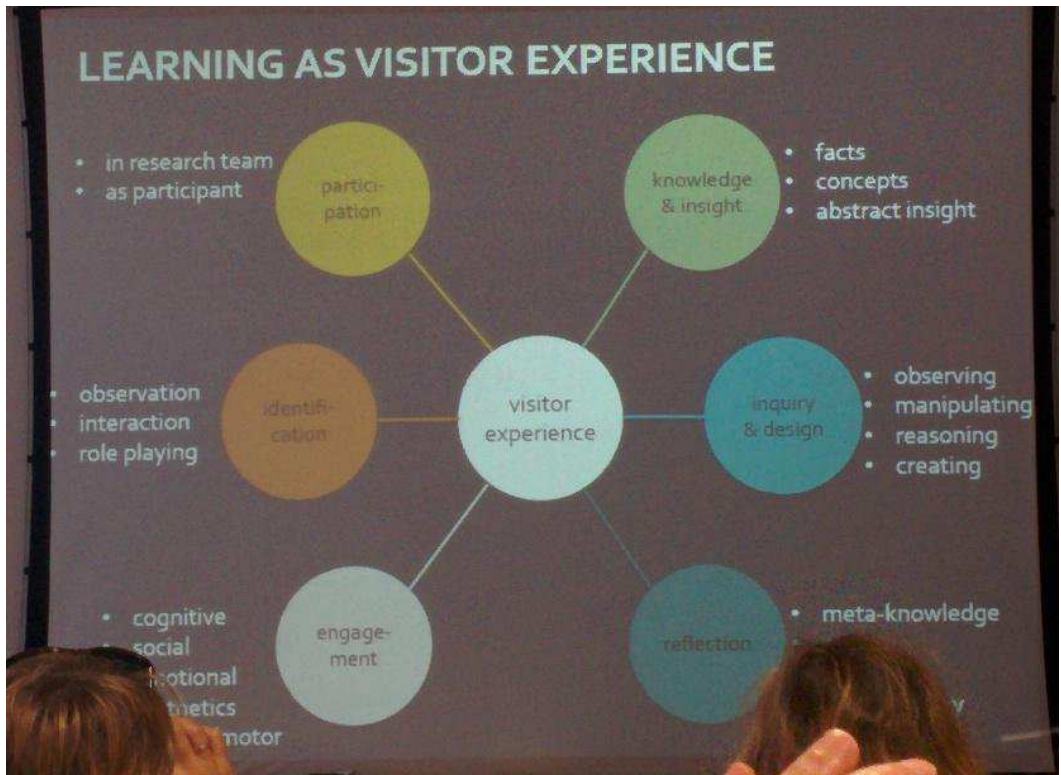 LEARNING AS VISITOR EXPERIENCE
• in research team
• as participant
partici-
pation
knowledge
& insight
• facts
• concepts
• abstract insight
• observation
• interaction
• role playing
identifi-
cation
visitor
experience
inquiry
& design
• observing
• manipulating
• reasoning
• creating
• cognitive
• social
engage-
ment
reflection
• meta-knowledge
motor